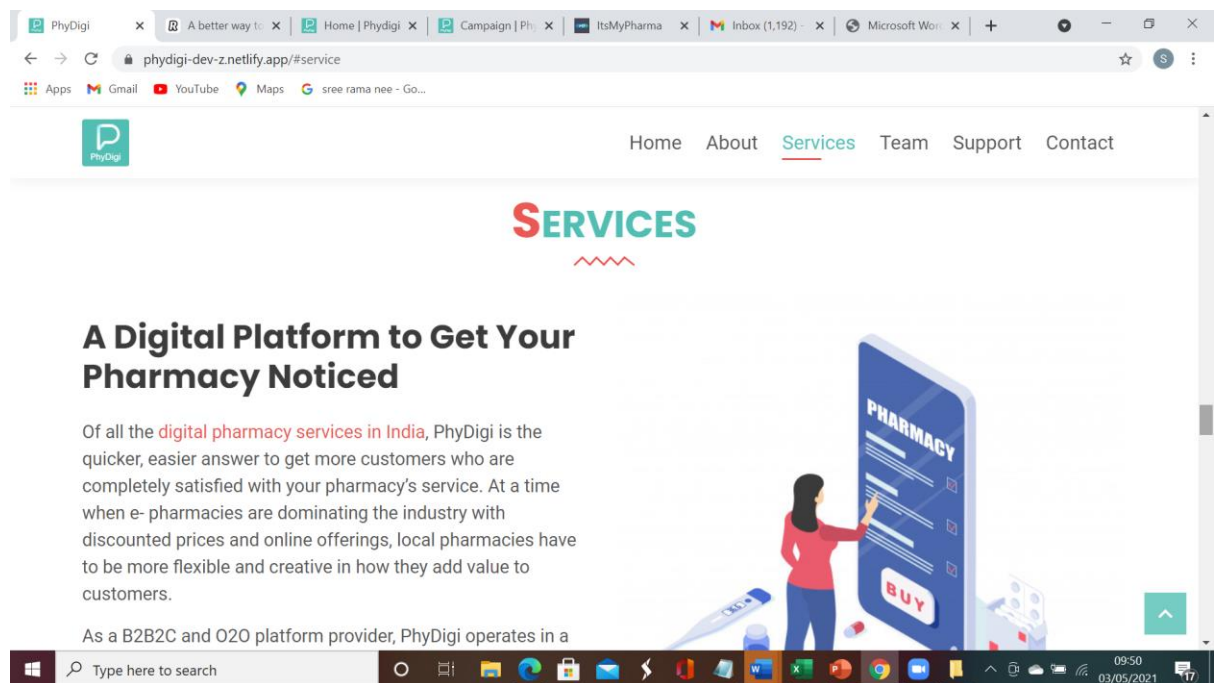 PhyDigi
A better way to
Home | Phydigi
Campaign | Ph
ItsMyPharma
Inbox (1,192) -
Microsoft Word
phydigi-dev-z.netlify.app/#service
S
Apps
Gmail
YouTube
Maps
sree rama nee - Go...
PhyDigi
Home
About
Services
Team
Support
Contact
SERVICES
A Digital Platform to Get Your
Pharmacy Noticed
Of all the digital pharmacy services in India, PhyDigi is the
quicker, easier answer to get more customers who are
completely satisfied with your pharmacy's service. At a time
when e- pharmacies are dominating the industry with
discounted prices and online offerings, local pharmacies have
to be more flexible and creative in how they add value to
customers.
As a B2B2C and O2O platform provider, PhyDigi operates in a
PHARMACY
BUY
Type here to search
09:50
03/05/2021
17